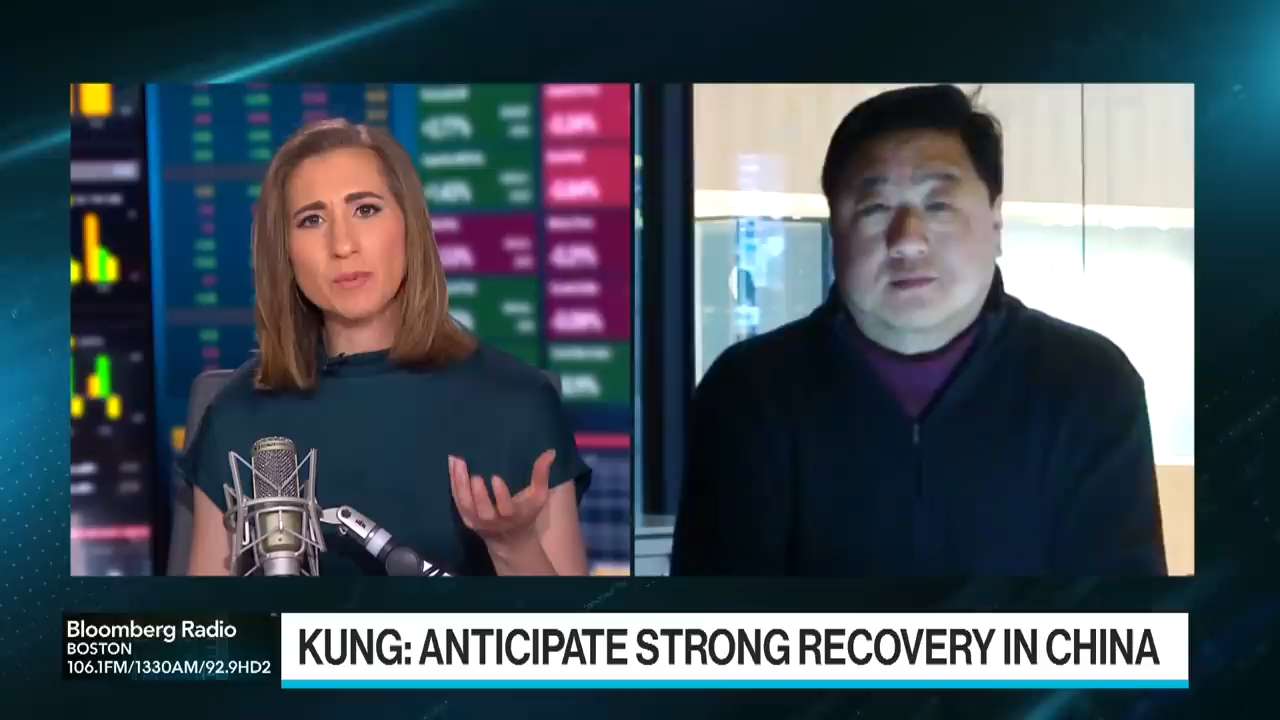 Bloomberg Radio
BOSTON
106.1FM/1330AM/92.9HD2
KUNG: ANTICIPATE STRONG RECOVERY IN CHINA